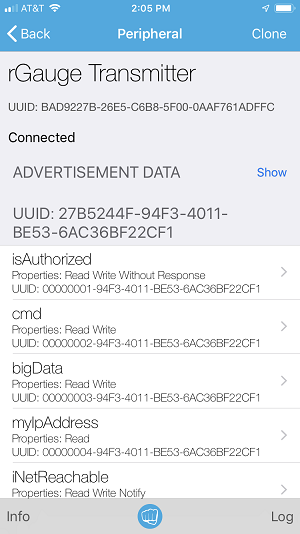 AT&T 2:05 PM
Back Peripheral Clone
rGauge Transmitter
UUID: BAD9227B-26E5-C6B8-5F00-0AAF761ADFFC
Connected
ADVERTISEMENT DATA Show
UUID: 27B5244F-94F3-4011-
BE53-6AC36BF22CF1
isAuthorized
Properties: Read Write Without Response
UUID: 00000001-94F3-4011-BE53-6AC36BF22CF1
cmd
Properties: Read Write
UUID: 00000002-94F3-4011-BE53-6AC36BF22CF1
bigData
Properties: Read Write
UUID: 00000003-94F3-4011-BE53-6AC36BF22CF1
myIpAddress
Properties: Read
UUID: 00000004-94F3-4011-BE53-6AC36BF22CF1
iNetReachable
Properties: Read Write Notify
Info Log